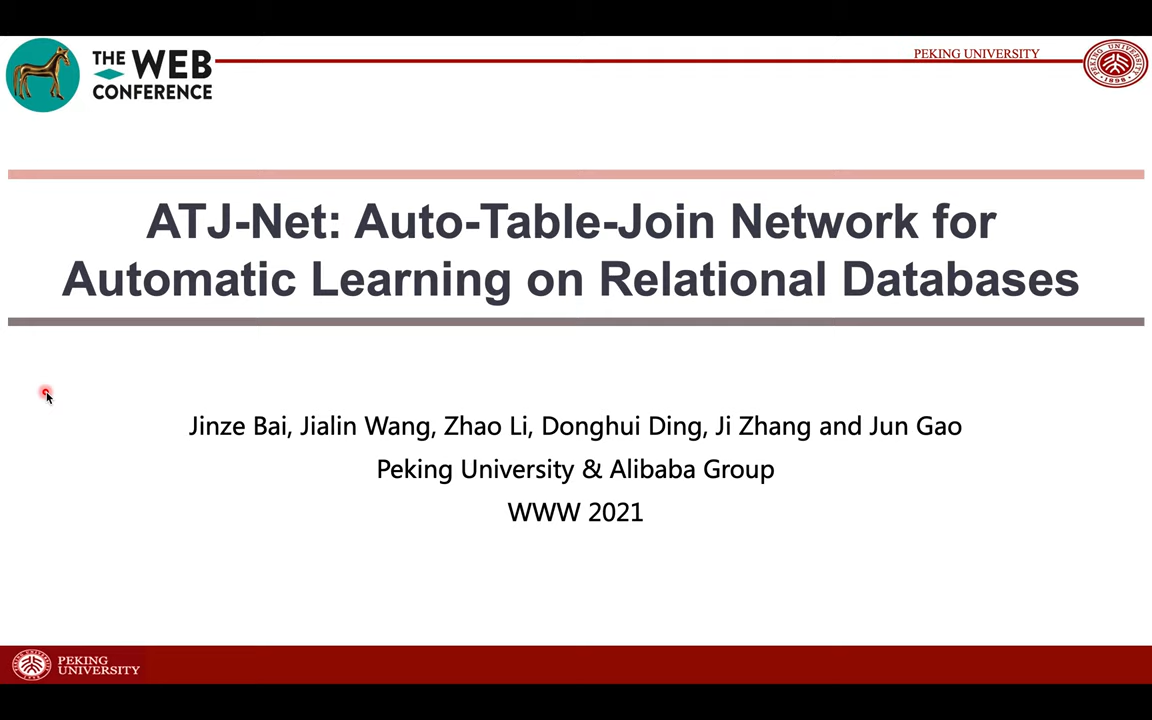 THE WEB
CONFERENCE
PEKING UNIVERSITY
ATJ-Net: Auto-Table-Join Network for
Automatic Learning on Relational Databases
Jinze Bai, Jialin Wang, Zhao Li, Donghui Ding, Ji Zhang and Jun Gao
Peking University & Alibaba Group
WWW 2021
PEKING
UNIVERSITY